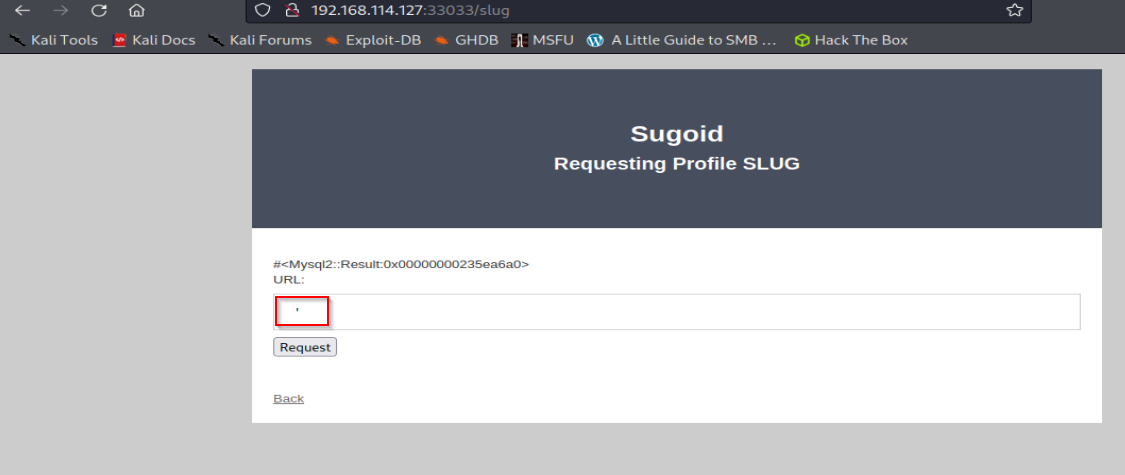 192.168.114.127:33033/slug
Kali Tools Kali Docs Kali Forums Exploit-DB GHDB MSFU A Little Guide to SMB ... Hack The Box
Sugoid
Requesting Profile SLUG
#<Mysql2::Result:0x00000000235ea6a0>
URL:
'
Request
Back